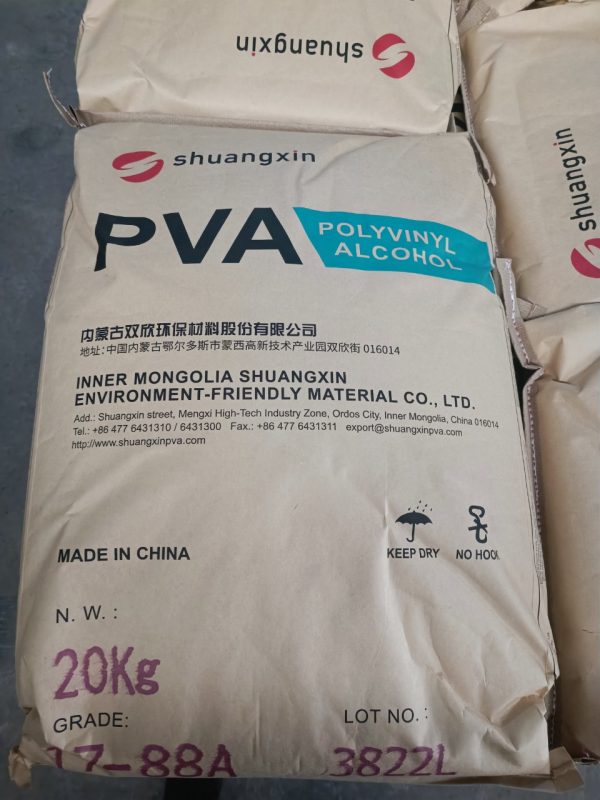 shuangxin
shuangxin
shuangxin
PVA
POLYVINYL
ALCOHOL
内蒙古双欣环保材料股份有限公司
地址:中国内蒙古鄂尔多斯市蒙西高新技术产业园双欣街 016014
INNER MONGOLIA SHUANGXIN
ENVIRONMENT-FRIENDLY MATERIAL CO., LTD.
Add.: Shuangxin street, Mengxi High-Tech Industry Zone, Ordos City, Inner Mongolia, China 016014
Tel.: +86 477 6431310 / 6431300 Fax.: +86 477 6431311 export@shuangxinpva.com
http://www.shuangxinpva.com
MADE IN CHINA
KEEP DRY
NO HOOK
N. W. :
20Kg
GRADE:
17-88A
LOT NO. :
3822L